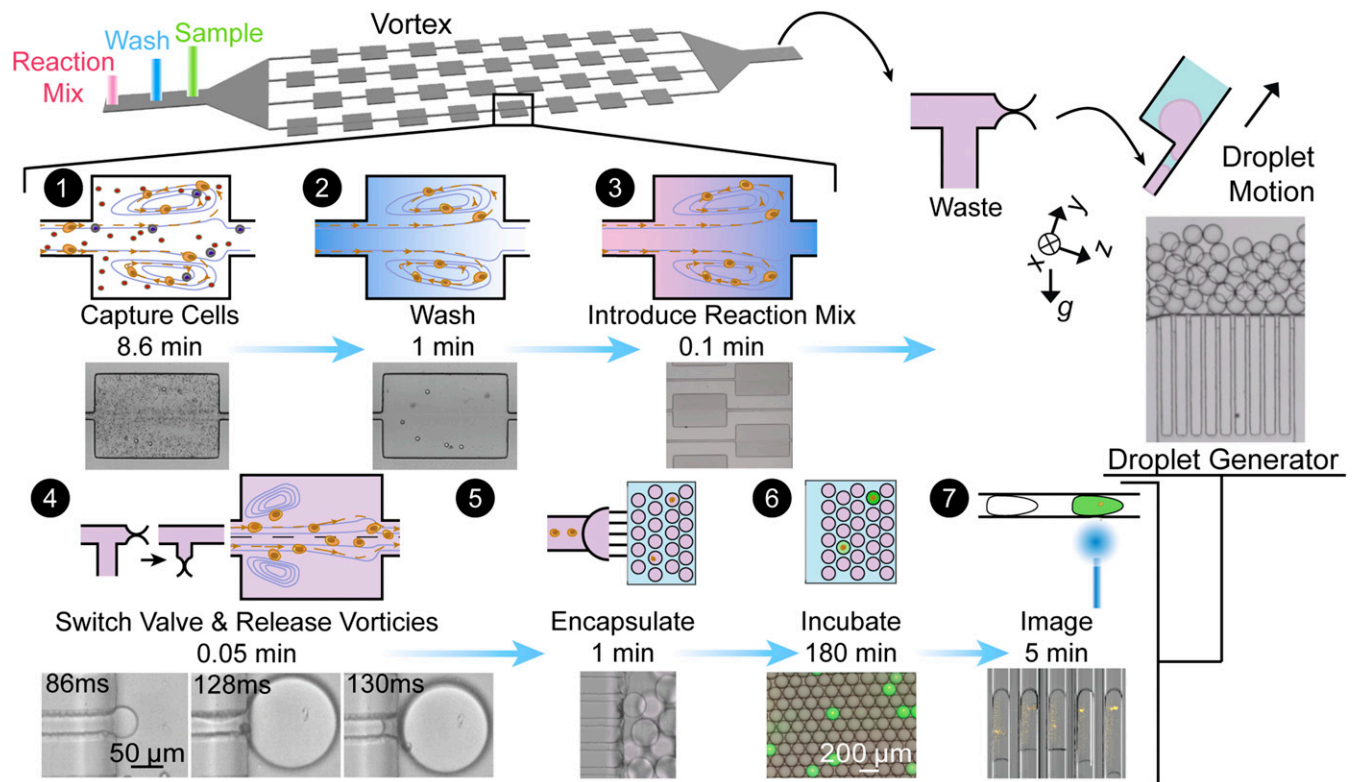 Vortex
Sample
Wash
Reaction
Mix
Waste
Droplet
Motion
y
z
x
g
1
2
3
Capture Cells
8.6 min
Wash
1 min
Introduce Reaction Mix
0.1 min
Droplet Generator
4
5
6
7
Switch Valve & Release Vorticies
0.05 min
Encapsulate
1 min
Incubate
180 min
Image
5 min
86ms
128ms
130ms
50 µm
200 µm